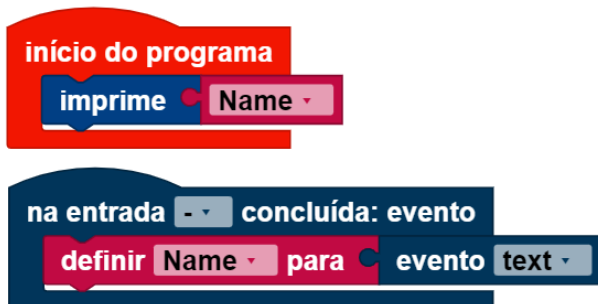 início do programa
imprime Name
na entrada - concluída: evento
definir Name para evento text